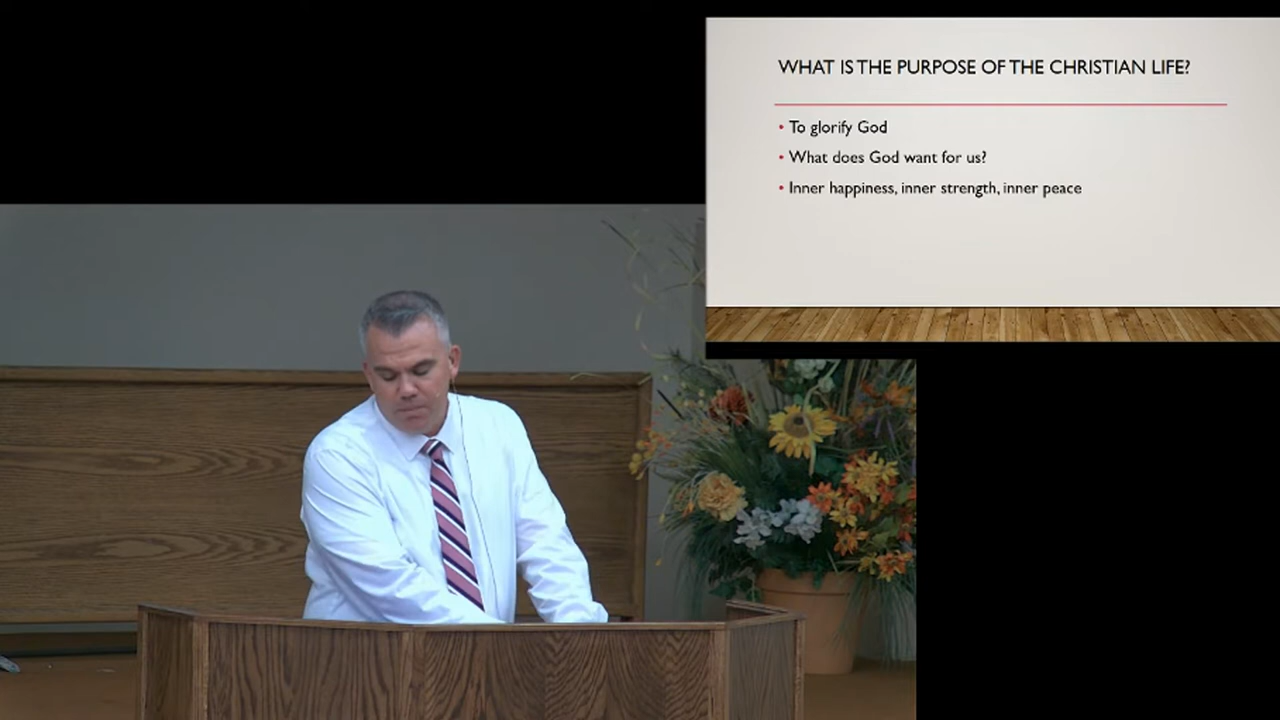 WHAT IS THE PURPOSE OF THE CHRISTIAN LIFE?
• To glorify God
• What does God want for us?
• Inner happiness, inner strength, inner peace